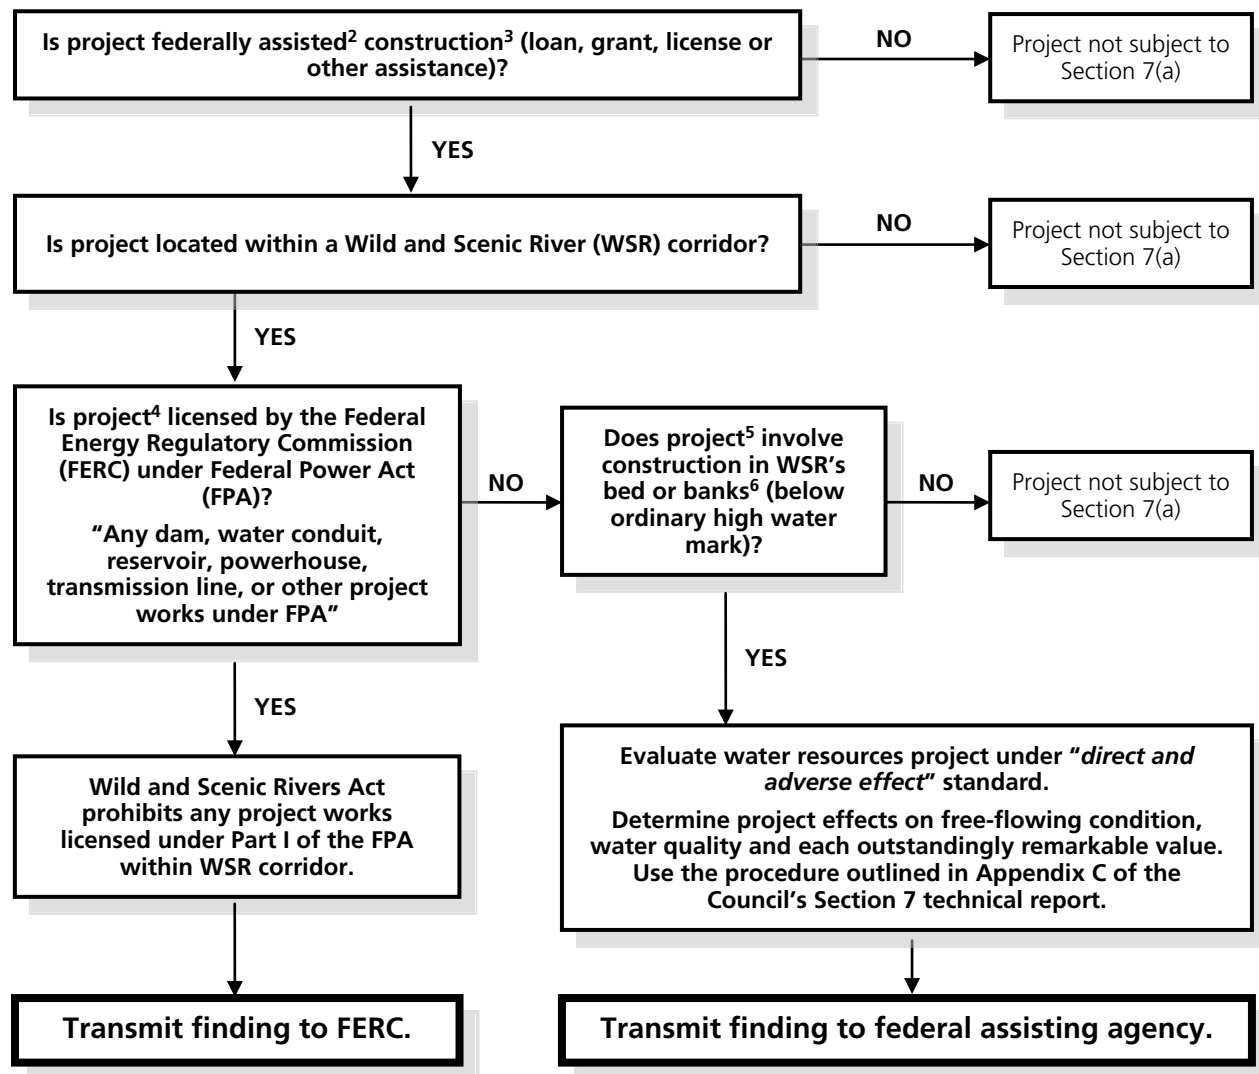 Is project federally assisted² construction³ (loan, grant, license or
other assistance)?
NO
Project not subject to
Section 7(a)
YES
Is project located within a Wild and Scenic River (WSR) corridor?
NO
Project not subject to
Section 7(a)
YES
Is project⁴ licensed by the Federal
Energy Regulatory Commission
(FERC) under Federal Power Act
(FPA)?
"Any dam, water conduit,
reservoir, powerhouse,
transmission line, or other project
works under FPA"
NO
Does project⁵ involve
construction in WSR's
bed or banks⁶ (below
ordinary high water
mark)?
NO
Project not subject to
Section 7(a)
YES
YES
Wild and Scenic Rivers Act
prohibits any project works
licensed under Part I of the FPA
within WSR corridor.
Evaluate water resources project under "direct and
adverse effect" standard.
Determine project effects on free-flowing condition,
water quality and each outstandingly remarkable value.
Use the procedure outlined in Appendix C of the
Council's Section 7 technical report.
Transmit finding to FERC.
Transmit finding to federal assisting agency.